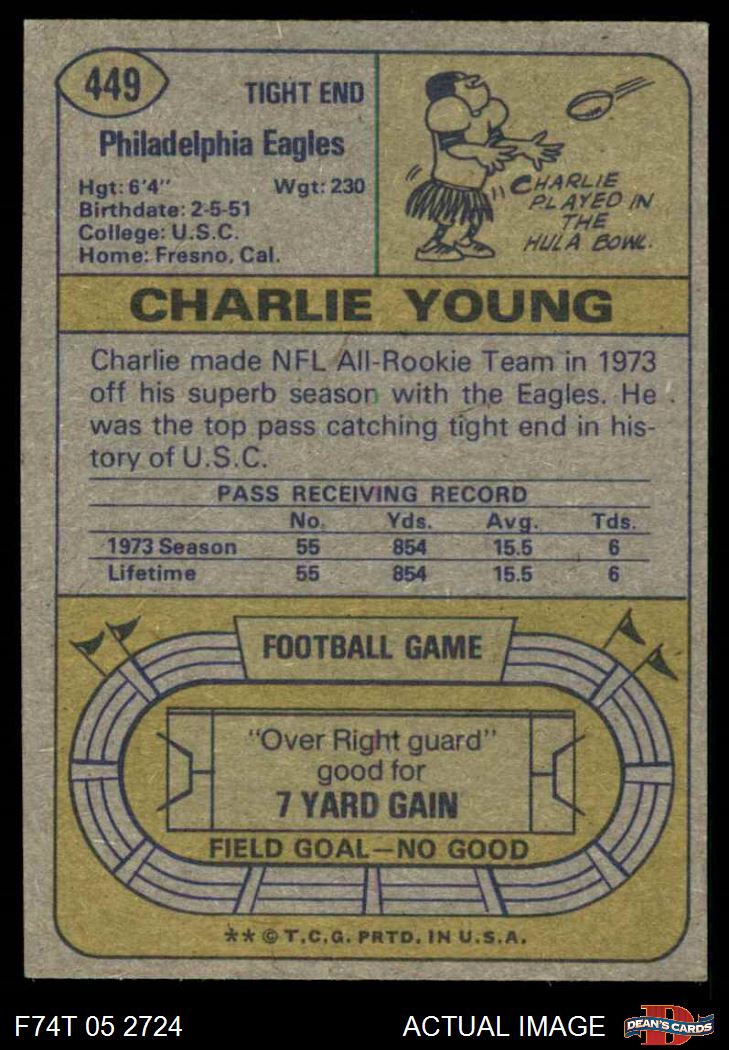 449
TIGHT END
Philadelphia Eagles
Hgt: 6'4" Wgt: 230
Birthdate: 2-5-51
College: U.S.C.
Home: Fresno, Cal.
CHARLIE
PLAYED IN
THE
HULA BOWL.
CHARLIE YOUNG
Charlie made NFL All-Rookie Team in 1973
off his superb season with the Eagles. He
was the top pass catching tight end in his-
tory of U.S.C.
PASS RECEIVING RECORD
No. Yds. Avg. Tds.
1973 Season 55 854 15.5 6
Lifetime 55 854 15.5 6
FOOTBALL GAME
"Over Right guard"
good for
7 YARD GAIN
FIELD GOAL—NO GOOD
** © T.C.G. PRTD. IN U.S.A.
F74T 05 2724 ACTUAL IMAGE
D
DEAN'S CARDS